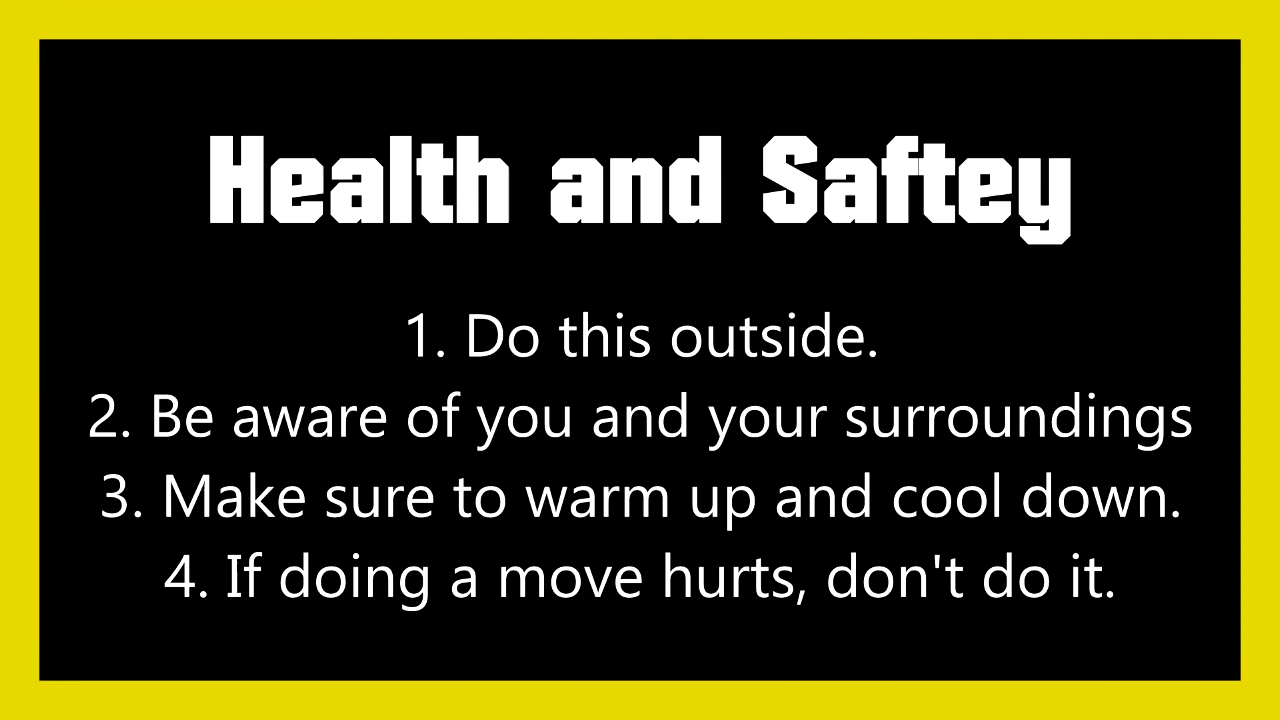 Health and Saftey
1. Do this outside.
2. Be aware of you and your surroundings
3. Make sure to warm up and cool down.
4. If doing a move hurts, don't do it.